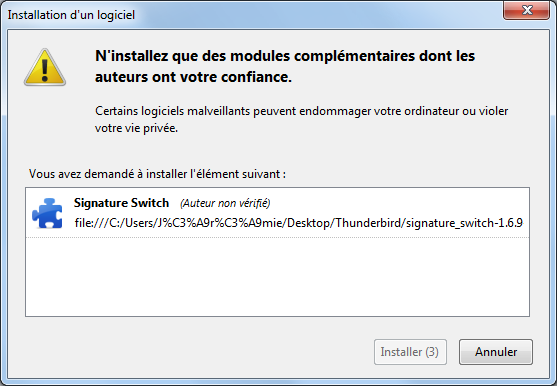 Installation d'un logiciel
N'installez que des modules complémentaires dont les
auteurs ont votre confiance.
Certains logiciels malveillants peuvent endommager votre ordinateur ou violer
votre vie privée.
Vous avez demandé à installer l'élément suivant :
Signature Switch (Auteur non vérifié)
file:///C:/Users/J%C3%A9r%C3%A9mie/Desktop/Thunderbird/signature_switch-1.6.9
Installer (3) Annuler